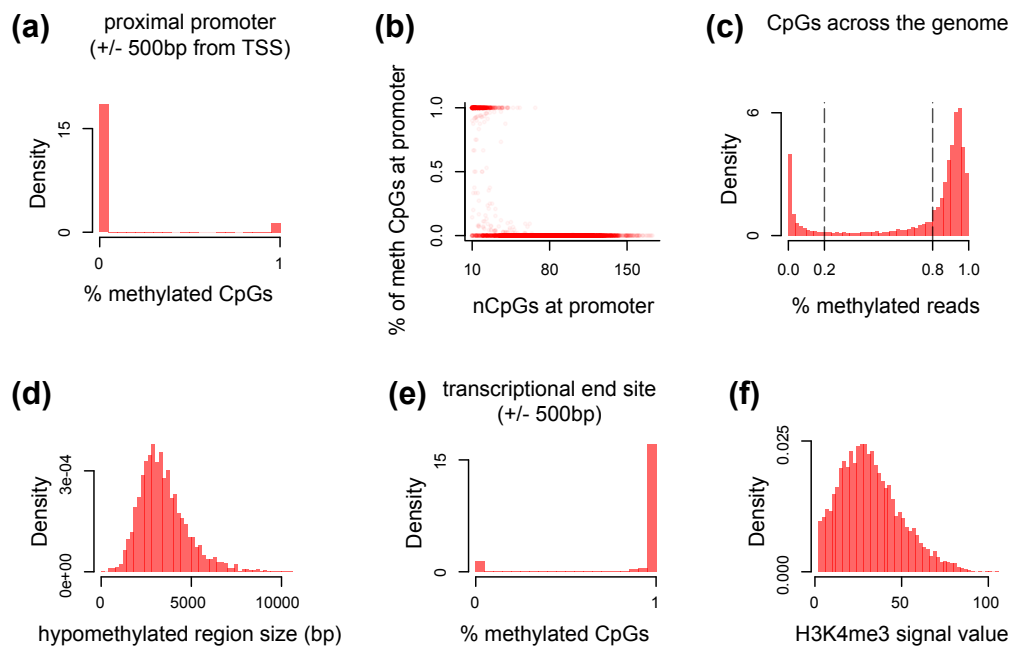 (a)
proximal promoter
(+/- 500bp from TSS)
15
0
Density
0
1
% methylated CpGs
(b)
1.0
0.5
0.0
% of meth CpGs at promoter
10
80
150
nCpGs at promoter
(c)
CpGs across the genome
6
0
Density
0.0
0.2
0.8
1.0
% methylated reads
(d)
3e-04
0e+00
Density
0
5000
10000
hypomethylated region size (bp)
(e)
transcriptional end site
(+/- 500bp)
15
0
Density
0
1
% methylated CpGs
(f)
0.025
0.000
Density
0
50
100
H3K4me3 signal value